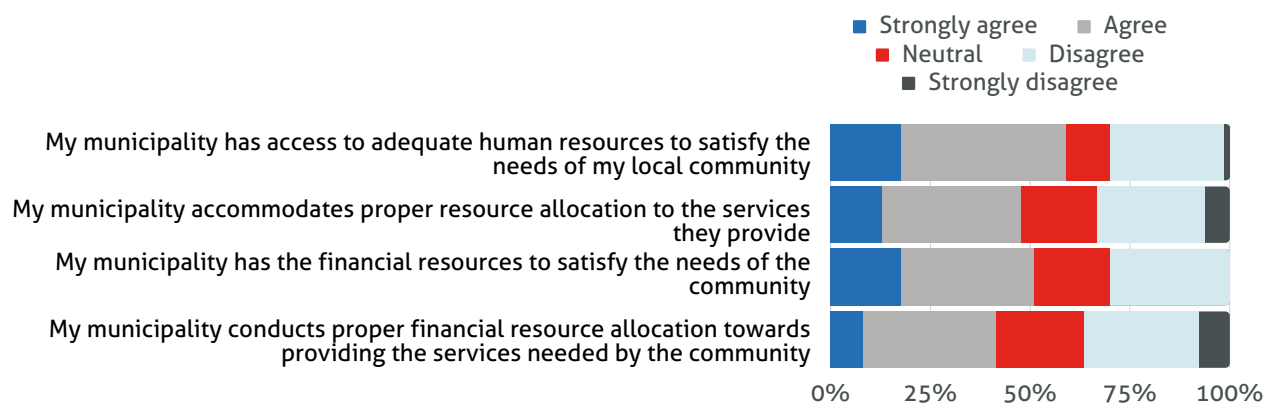 Strongly agree Agree
Neutral Disagree
Strongly disagree
My municipality has access to adequate human resources to satisfy the
needs of my local community
My municipality accommodates proper resource allocation to the services
they provide
My municipality has the financial resources to satisfy the needs of the
community
My municipality conducts proper financial resource allocation towards
providing the services needed by the community
0% 25% 50% 75% 100%